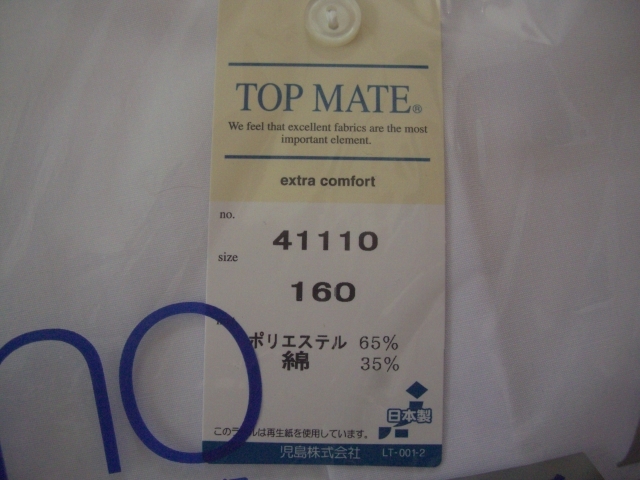 TOP MATE®
We feel that excellent fabrics are the most
important element.
extra comfort
no.
41110
size
160
ポリエステル 65%
綿 35%
日本製
このラベルは再生紙を使用しています。
児島株式会社 LT-001-2
no